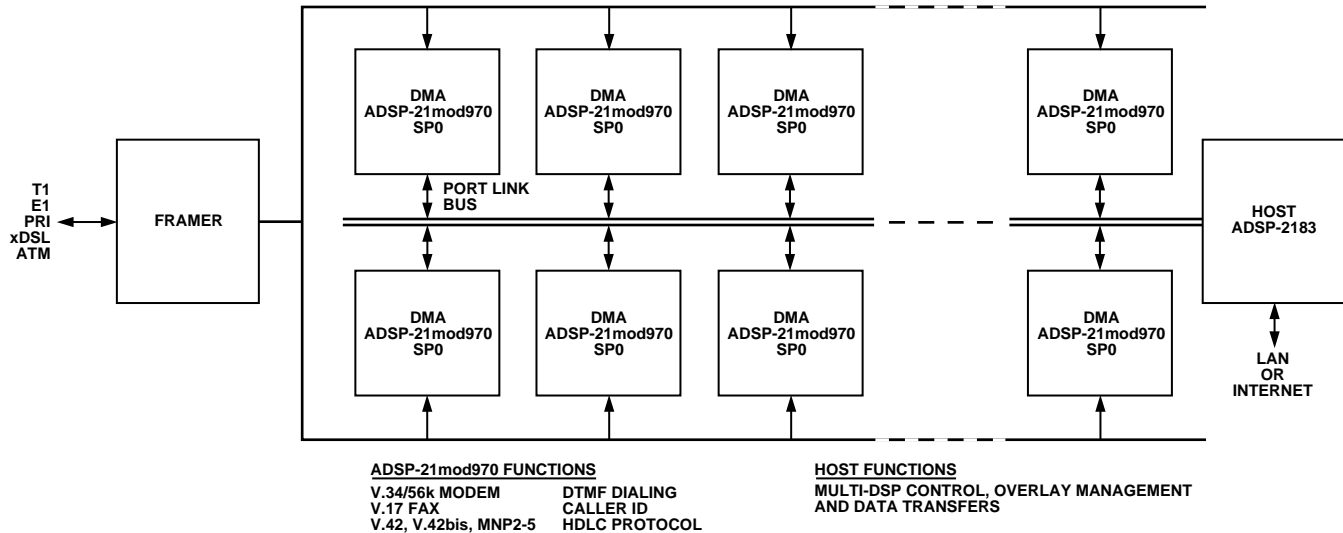 DMA
ADSP-21mod970
SP0
DMA
ADSP-21mod970
SP0
DMA
ADSP-21mod970
SP0
DMA
ADSP-21mod970
SP0
T1
E1
PRI
xDSL
ATM
FRAMER
PORT LINK
BUS
HOST
ADSP-2183
DMA
ADSP-21mod970
SP0
DMA
ADSP-21mod970
SP0
DMA
ADSP-21mod970
SP0
DMA
ADSP-21mod970
SP0
LAN
OR
INTERNET
ADSP-21mod970 FUNCTIONS
V.34/56k MODEM
V.17 FAX
V.42, V.42bis, MNP2-5
DTMF DIALING
CALLER ID
HDLC PROTOCOL
HOST FUNCTIONS
MULTI-DSP CONTROL, OVERLAY MANAGEMENT
AND DATA TRANSFERS